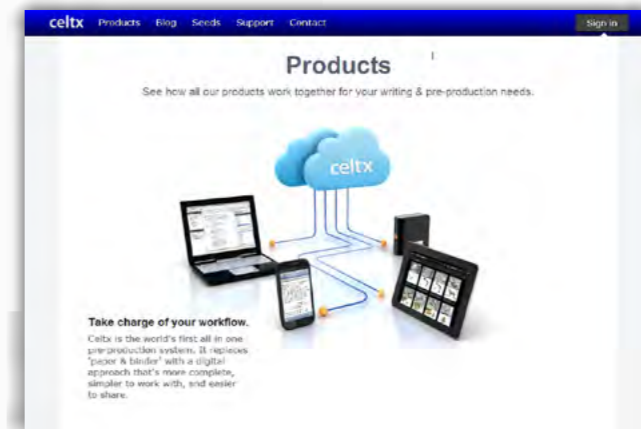 celtx Products Blog Seeds Support Contact Sign in
Products
See how all our products work together for your writing & pre-production needs.
celtx
Take charge of your workflow.
Celtx is the world's first all in one
pre-production system. It replaces
'paper & binder' with a digital
approach that's more complete,
simpler to work with, and easier
to share.